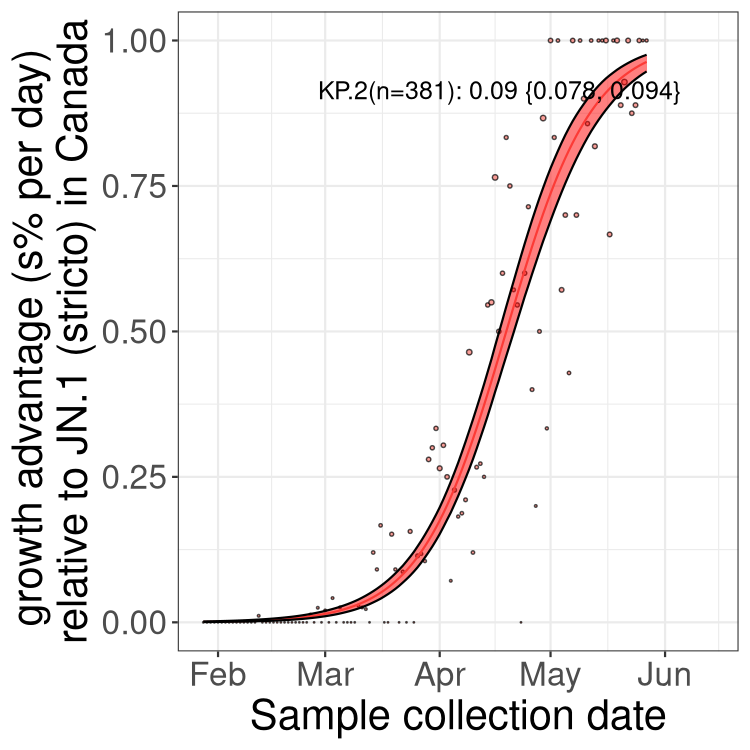 growth advantage (s% per day)
relative to JN.1 (stricto) in Canada
1.00
0.75
0.50
0.25
0.00
KP.2(n=381): 0.09 {0.078, 0.094}
Feb Mar Apr May Jun
Sample collection date